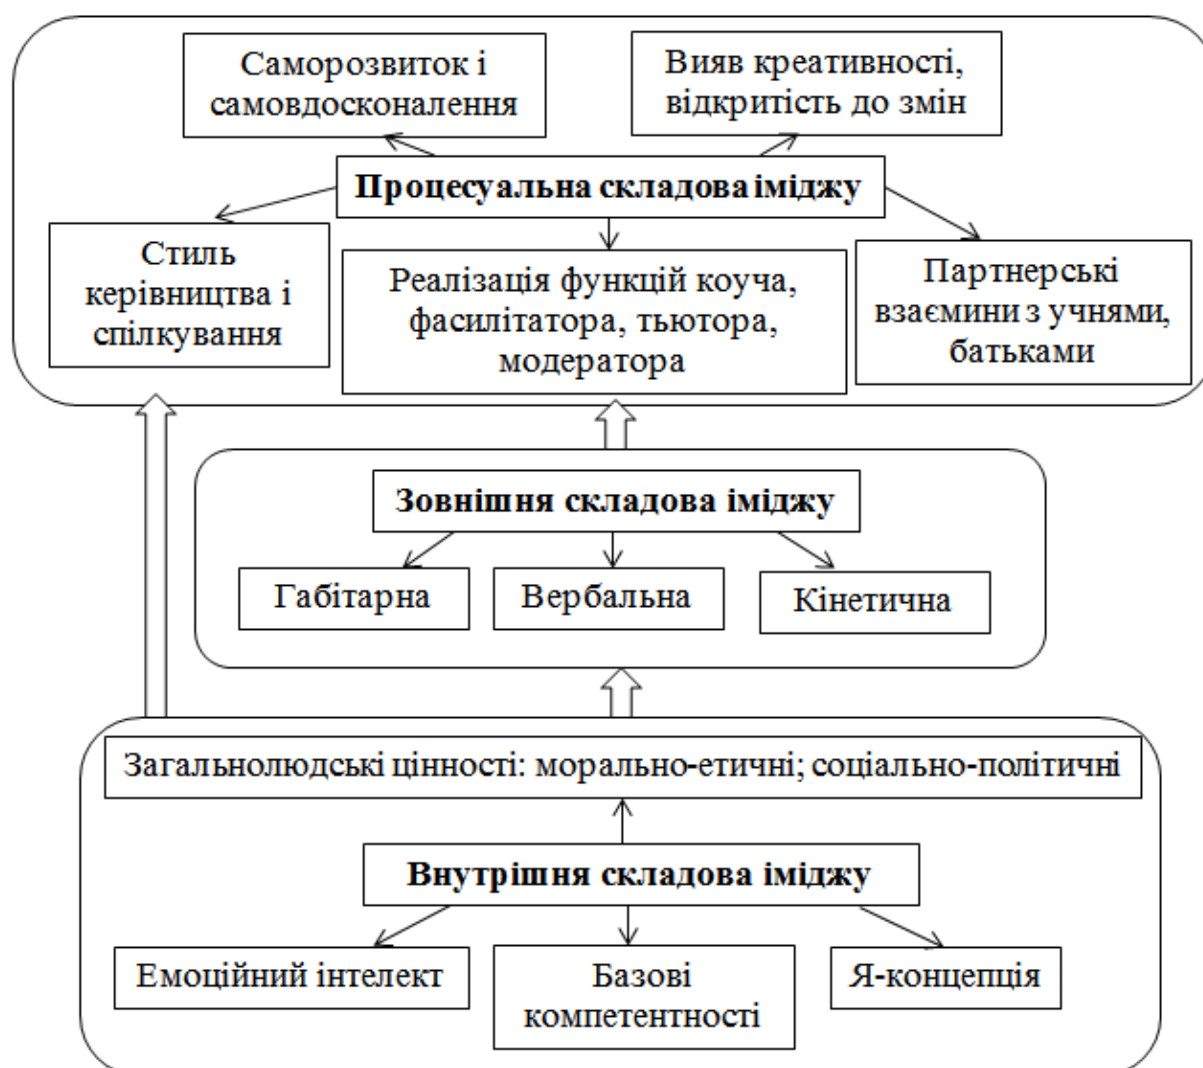 Саморозвиток і
самовдосконалення
Вияв креативності,
відкритість до змін
Процесуальна складова іміджу
Стиль
керівництва і
спілкування
Реалізація функцій коуча,
фасилітатора, тьютора,
модератора
Партнерські
взаємини з учнями,
батьками
Зовнішня складова іміджу
Габітарна
Вербальна
Кінетична
Загальнолюдські цінності: морально-етичні; соціально-політичні
Внутрішня складова іміджу
Емоційний інтелект
Базові
компетентності
Я-концепція